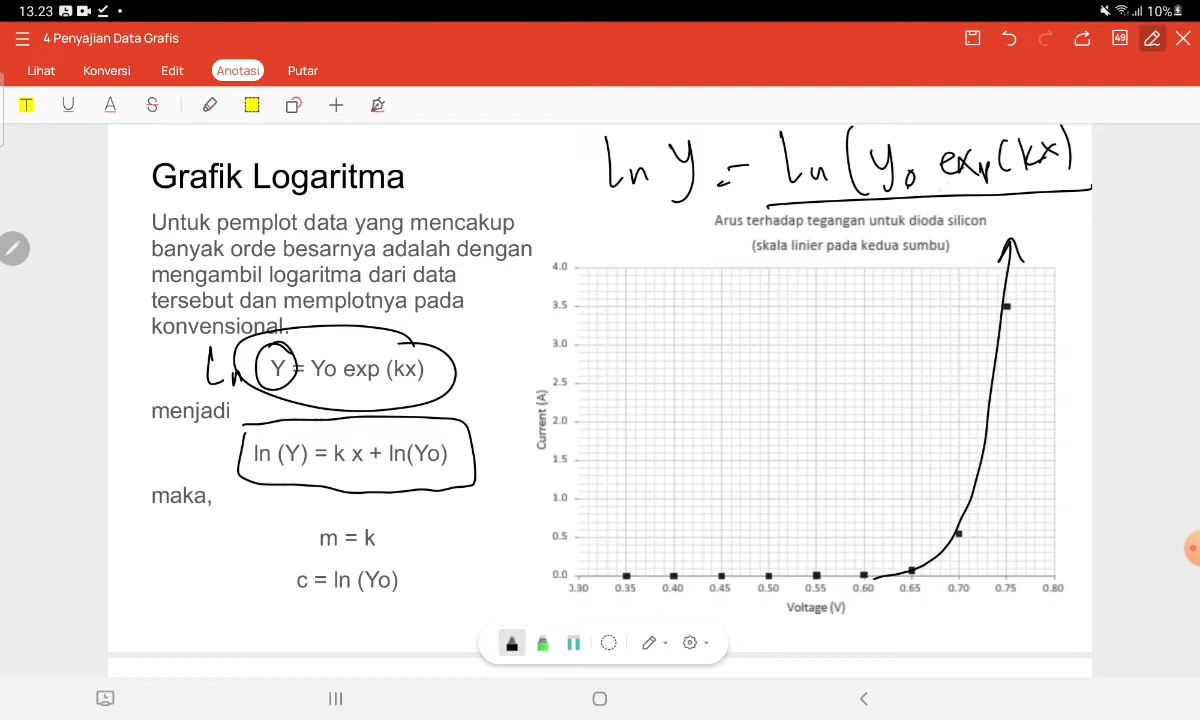 13.23
10%
4 Penyajian Data Grafis
49
Lihat Konversi Edit Anotasi Putar
T U A S
ln Y = ln (Y₀ exp(kx)
Grafik Logaritma
Untuk pemplot data yang mencakup
banyak orde besarnya adalah dengan
mengambil logaritma dari data
tersebut dan memplotnya pada
konvensional.
Ln
Y = Yo exp (kx)
menjadi
ln (Y) = k x + ln(Yo)
maka,
m = k
c = ln (Yo)
Arus terhadap tegangan untuk dioda silicon
(skala linier pada kedua sumbu)
4.0
3.5
3.0
2.5
2.0
1.5
1.0
0.5
0.0
Current (A)
0.30 0.35 0.40 0.45 0.50 0.55 0.60 0.65 0.70 0.75 0.80
Voltage (V)